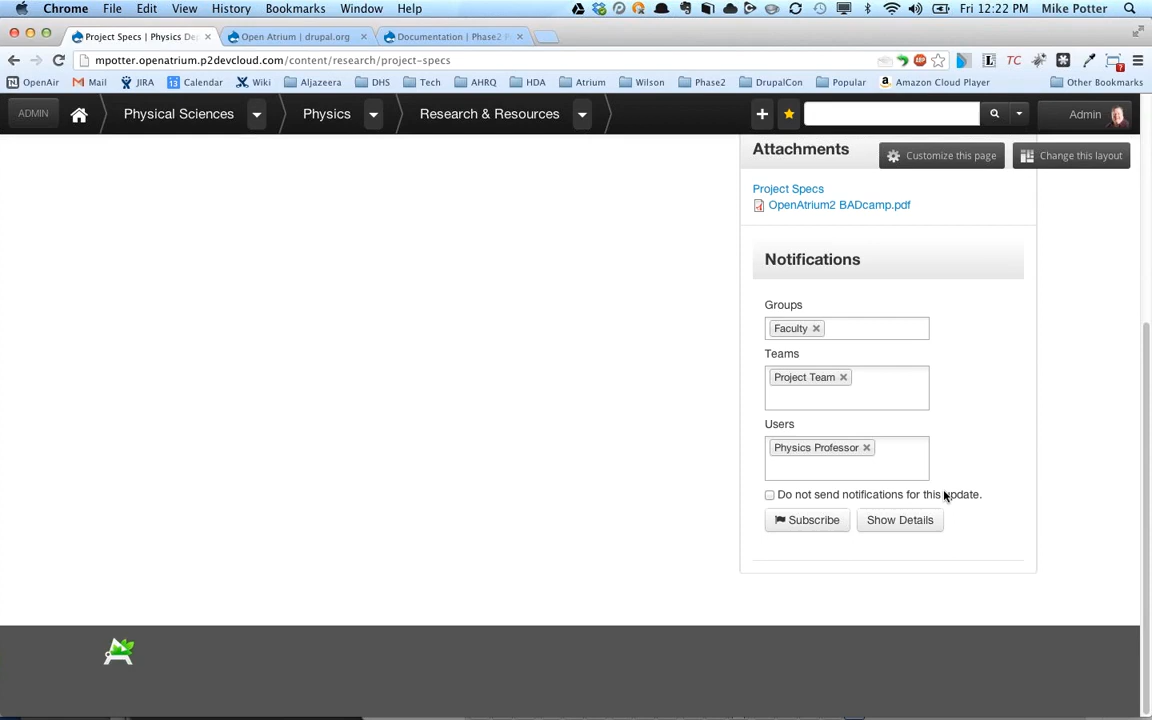 Chrome File Edit View History Bookmarks Window Help Fri 12:22 PM Mike Potter
Project Specs | Physics De Open Atrium | drupal.org Documentation | Phase2
mpotter.openatrium.p2devcloud.com/content/research/project-specs
OpenAir Mail JIRA Calendar Wiki Aljazeera DHS Tech AHRQ HDA Atrium Wilson Phase2 DrupalCon Popular Amazon Cloud Player Other Bookmarks
ADMIN Physical Sciences Physics Research & Resources Admin
Attachments Customize this page Change this layout
Project Specs
OpenAtrium2 BADcamp.pdf
Notifications
Groups
Faculty
Teams
Project Team
Users
Physics Professor
Do not send notifications for this update.
Subscribe Show Details